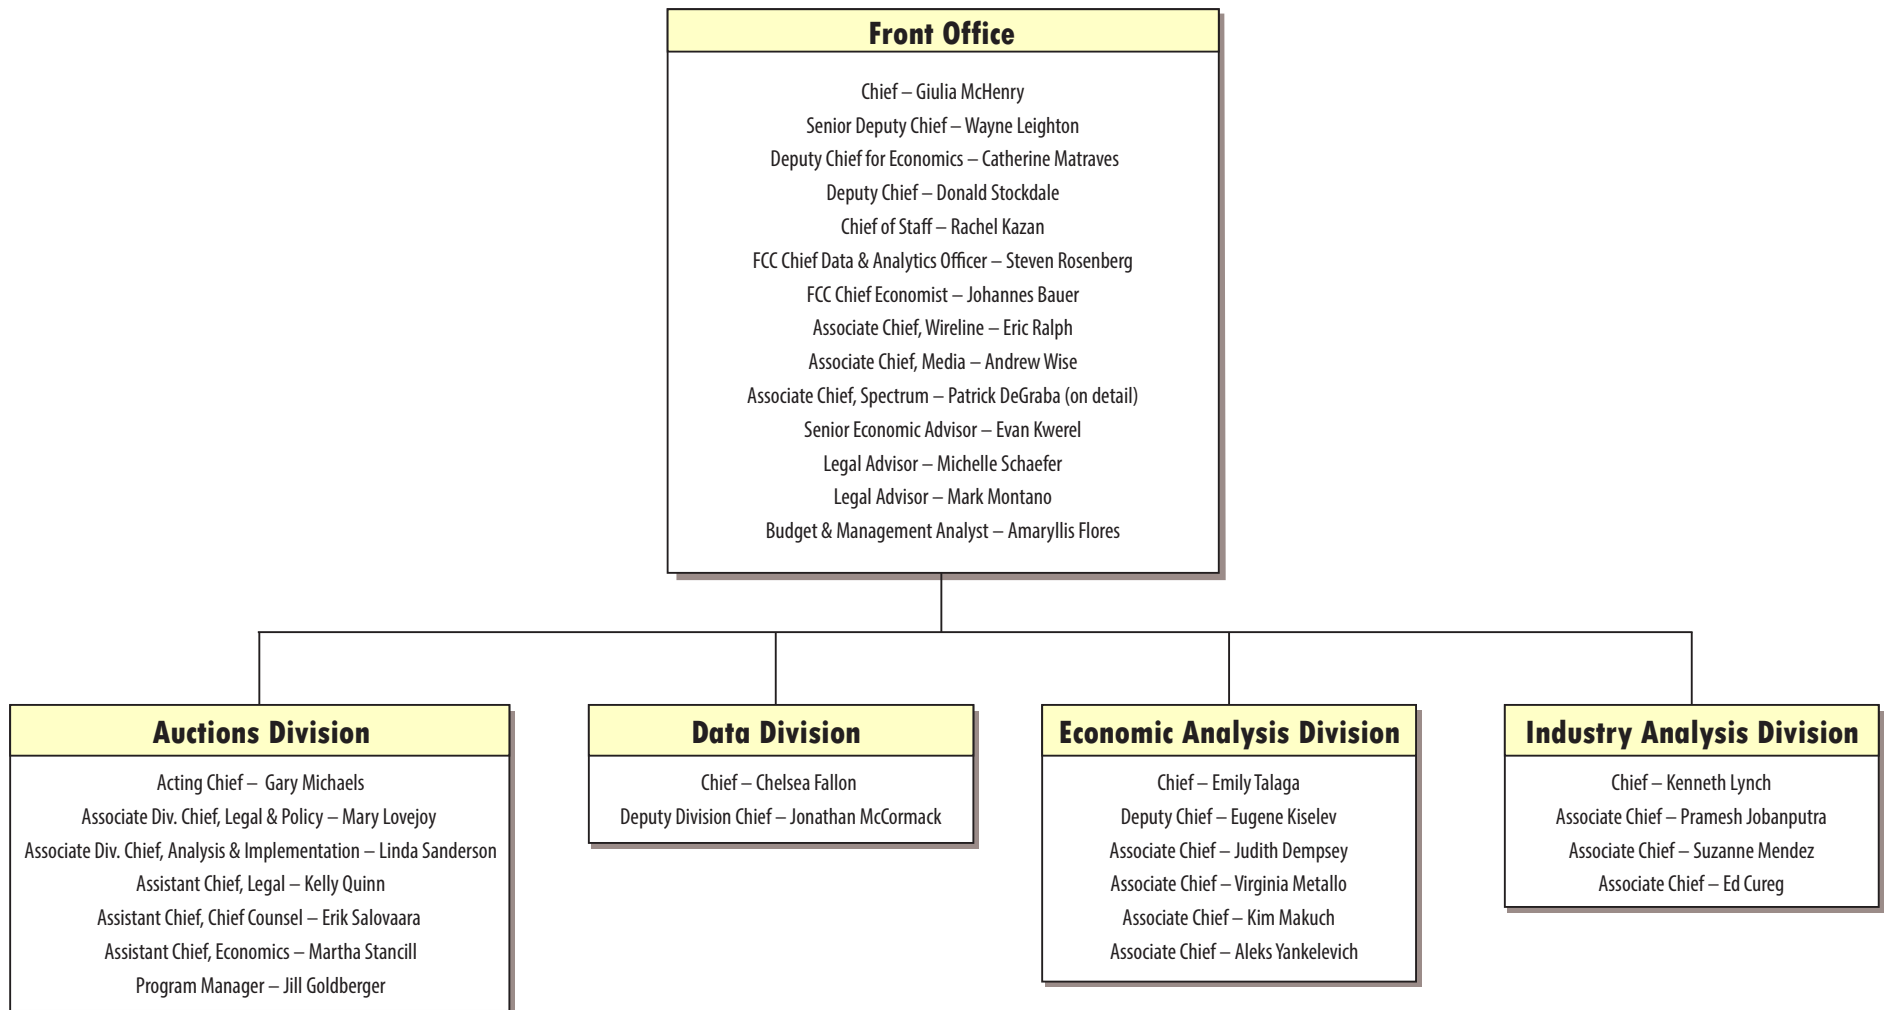 Front Office
Chief – Giulia McHenry
Senior Deputy Chief – Wayne Leighton
Deputy Chief for Economics – Catherine Matraves
Deputy Chief – Donald Stockdale
Chief of Staff – Rachel Kazan
FCC Chief Data & Analytics Officer – Steven Rosenberg
FCC Chief Economist – Johannes Bauer
Associate Chief, Wireline – Eric Ralph
Associate Chief, Media – Andrew Wise
Associate Chief, Spectrum – Patrick DeGraba (on detail)
Senior Economic Advisor – Evan Kwerel
Legal Advisor – Michelle Schaefer
Legal Advisor – Mark Montano
Budget & Management Analyst – Amaryllis Flores
Auctions Division
Acting Chief – Gary Michaels
Associate Div. Chief, Legal & Policy – Mary Lovejoy
Associate Div. Chief, Analysis & Implementation – Linda Sanderson
Assistant Chief, Legal – Kelly Quinn
Assistant Chief, Chief Counsel – Erik Salovaara
Assistant Chief, Economics – Martha Stancill
Program Manager – Jill Goldberger
Data Division
Chief – Chelsea Fallon
Deputy Division Chief – Jonathan McCormack
Economic Analysis Division
Chief – Emily Talaga
Deputy Chief – Eugene Kiselev
Associate Chief – Judith Dempsey
Associate Chief – Virginia Metallo
Associate Chief – Kim Makuch
Associate Chief – Aleks Yankelevich
Industry Analysis Division
Chief – Kenneth Lynch
Associate Chief – Pramesh Jobanputra
Associate Chief – Suzanne Mendez
Associate Chief – Ed Cureg